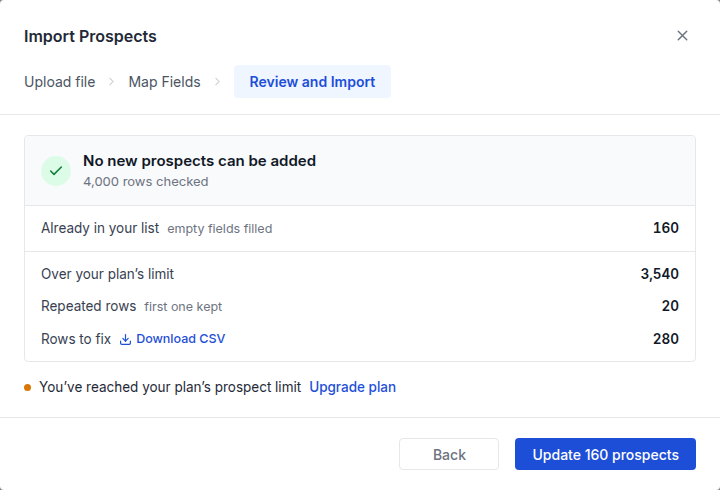 Import Prospects
Upload file Map Fields Review and Import
No new prospects can be added
4,000 rows checked
Already in your list empty fields filled 160
Over your plan’s limit 3,540
Repeated rows first one kept 20
Rows to fix Download CSV 280
You’ve reached your plan’s prospect limit Upgrade plan
Back Update 160 prospects